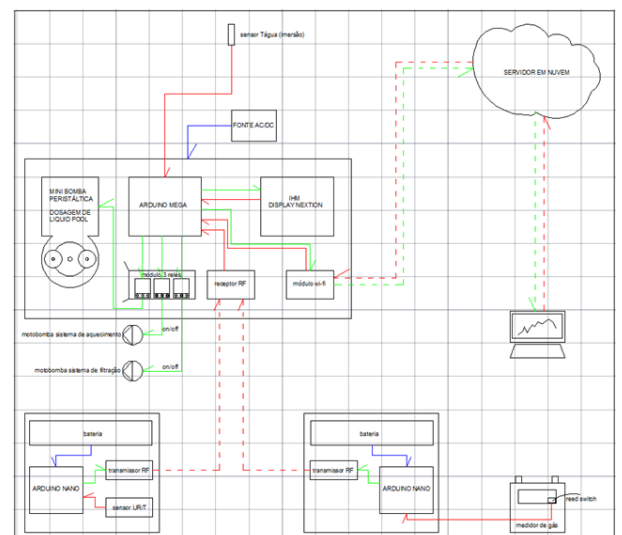 sensor Tágua (imersão)
SERVIDOR EM NUVEM
FONTE AC/DC
MINI BOMBA
PERISTÁLTICA
DOSAGEM DE
LIQUID POOL
ARDUINO MEGA
IHM
DISPLAY NEXTION
módulo 3 relés
receptor RF
módulo wi-fi
motobomba sistema de aquecimento
on/off
motobomba sistema de filtração
on/off
bateria
ARDUINO NANO
transmissor RF
sensor UR/T
bateria
transmissor RF
ARDUINO NANO
reed switch
medidor de gás